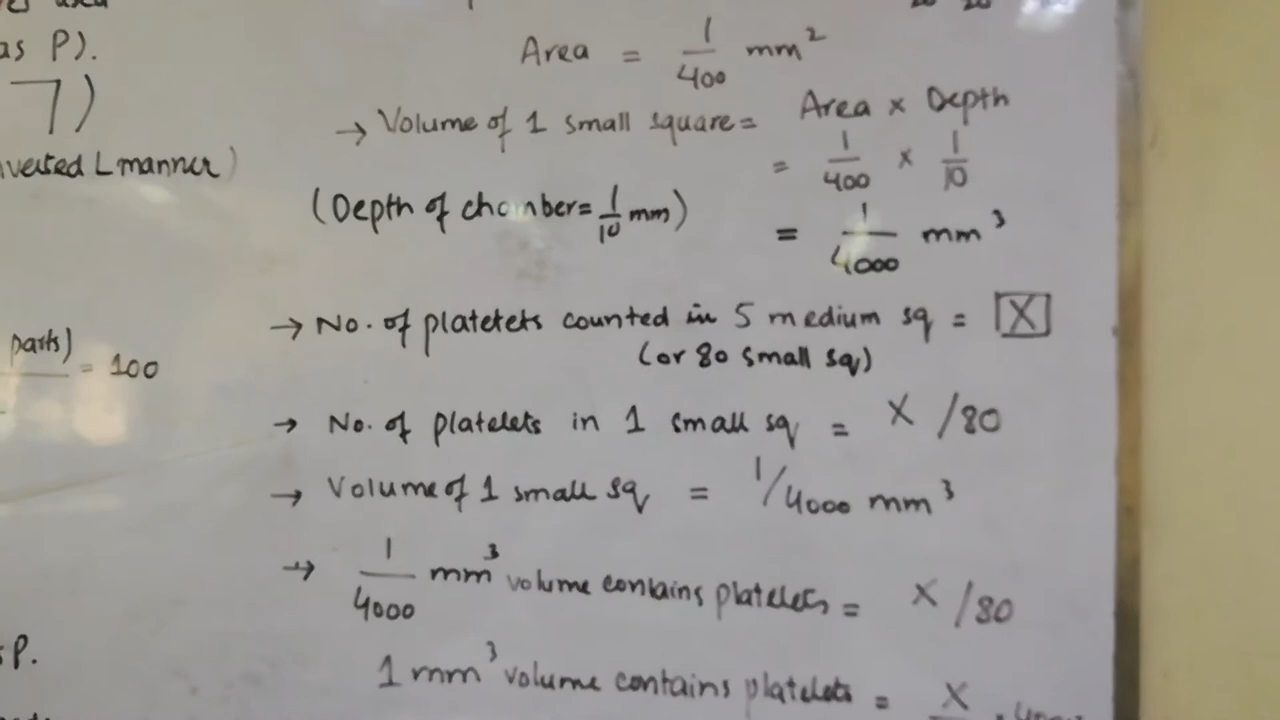 used
as P).
Area = 1/400 mm²
→ Volume of 1 small square = Area x Depth
= 1/400 x 1/10
verted L manner)
(Depth of chamber = 1/10 mm)
= 1/4000 mm³
→ No. of platelets counted in 5 medium sq = X
(or 80 small sq)
parts) = 100
→ No. of platelets in 1 small sq = X /80
→ Volume of 1 small sq = 1/4000 mm³
→ 1/4000 mm³ volume contains platelets = X /80
P.
1 mm³ volume contains platelets = X